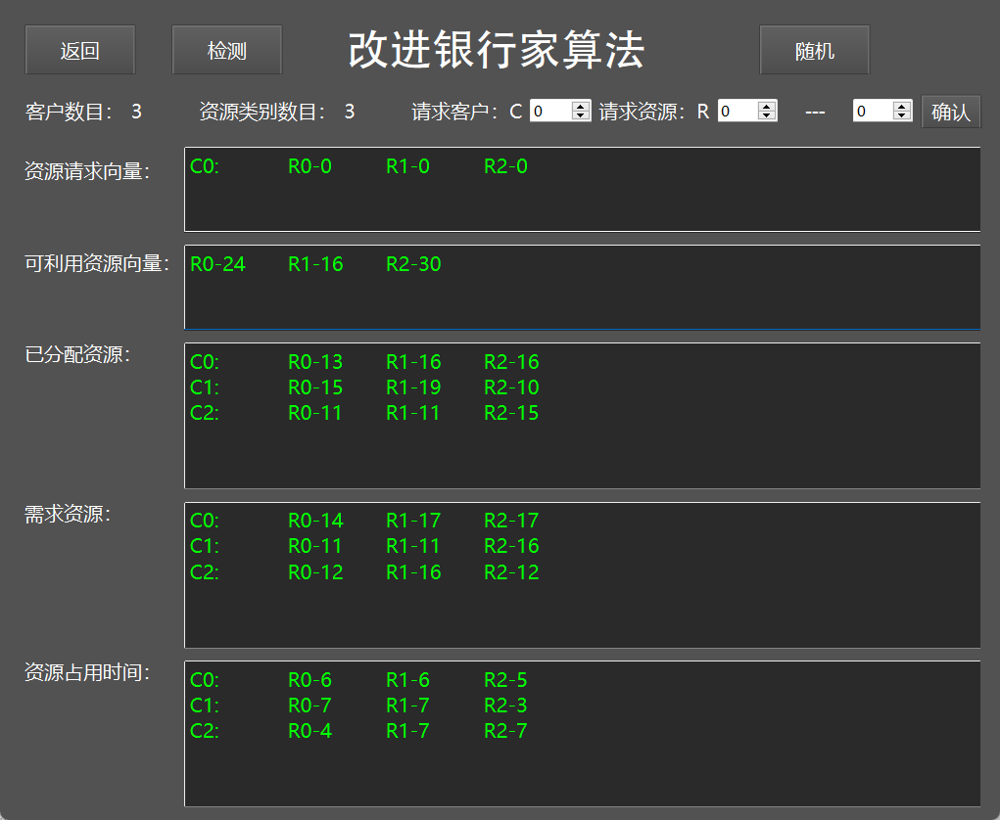 返回 检测 改进银行家算法 随机
客户数目： 3 资源类别数目： 3 请求客户：C 0 请求资源：R 0 --- 0 确认
资源请求向量： C0: R0-0 R1-0 R2-0
可利用资源向量： R0-24 R1-16 R2-30
已分配资源： C0: R0-13 R1-16 R2-16
C1: R0-15 R1-19 R2-10
C2: R0-11 R1-11 R2-15
需求资源： C0: R0-14 R1-17 R2-17
C1: R0-11 R1-11 R2-16
C2: R0-12 R1-16 R2-12
资源占用时间： C0: R0-6 R1-6 R2-5
C1: R0-7 R1-7 R2-3
C2: R0-4 R1-7 R2-7